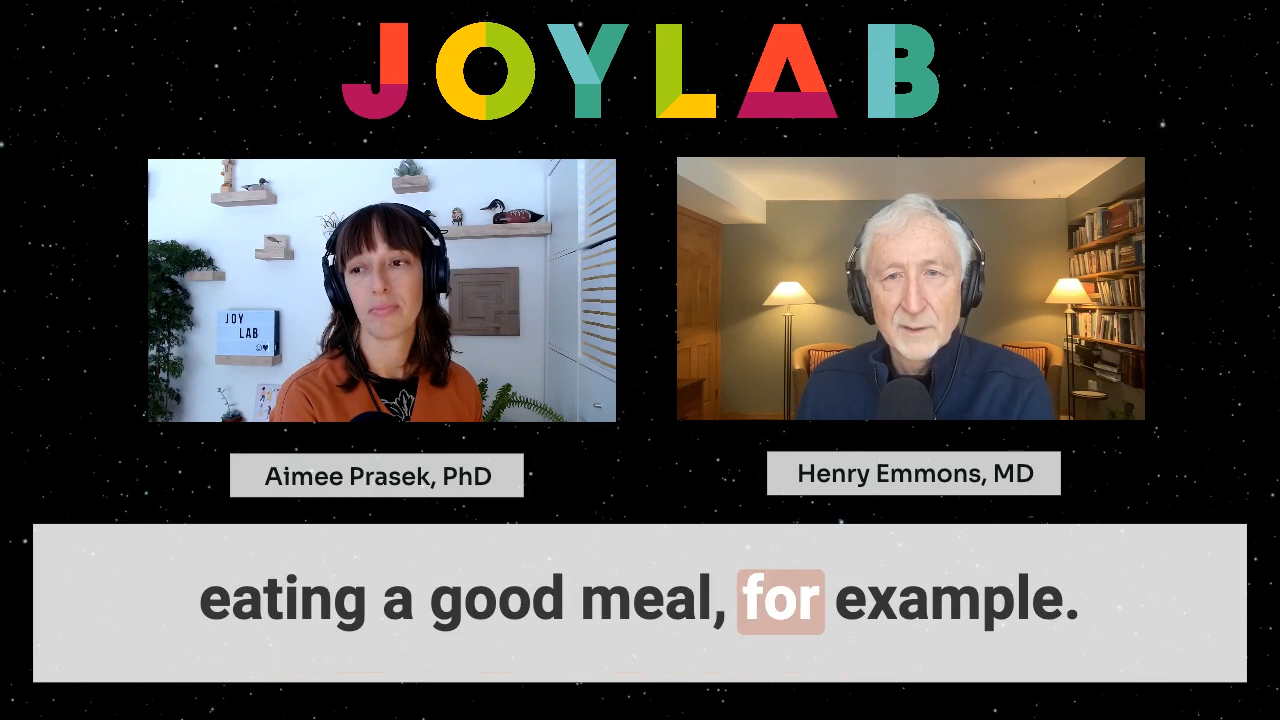 JOYLAB
JOY
LAB
Aimee Prasek, PhD
Henry Emmons, MD
eating a good meal, for example.